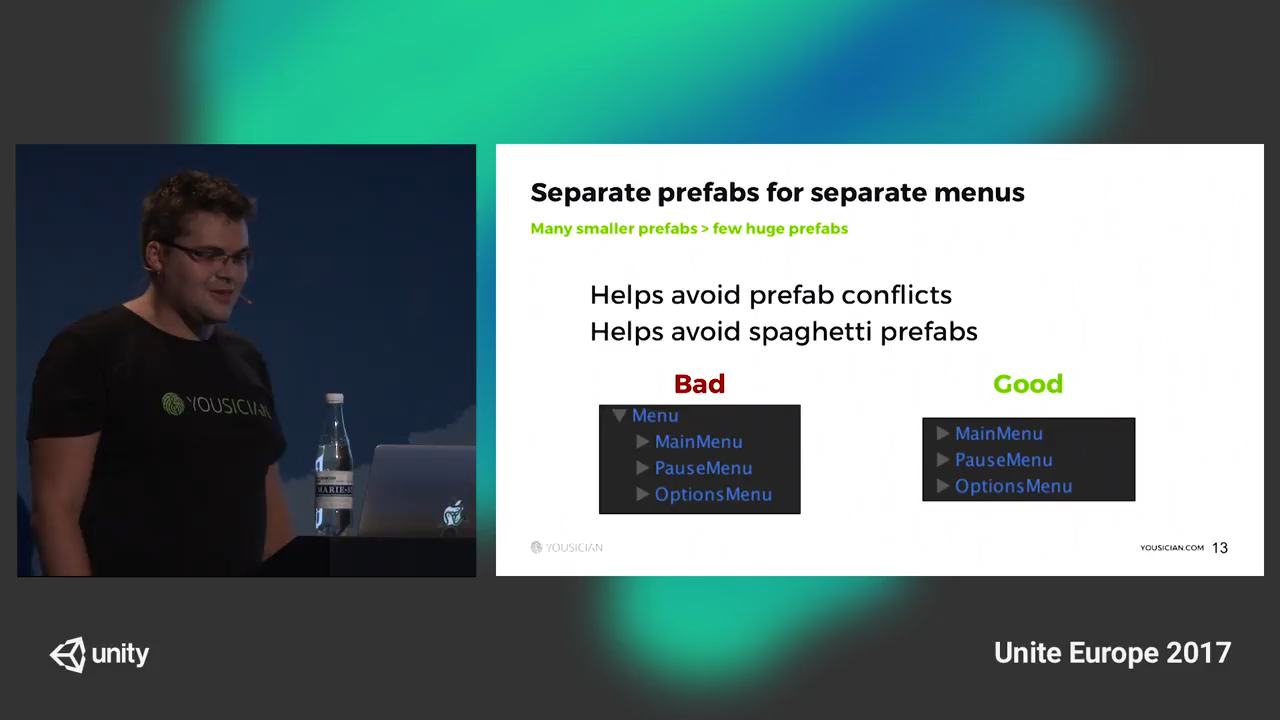 Separate prefabs for separate menus
Many smaller prefabs > few huge prefabs
Helps avoid prefab conflicts
Helps avoid spaghetti prefabs
Bad
Good
Menu
MainMenu
PauseMenu
OptionsMenu
MainMenu
PauseMenu
OptionsMenu
YOUSICIAN
YOUSICIAN.COM 13
YOUSICIAN
unity
Unite Europe 2017